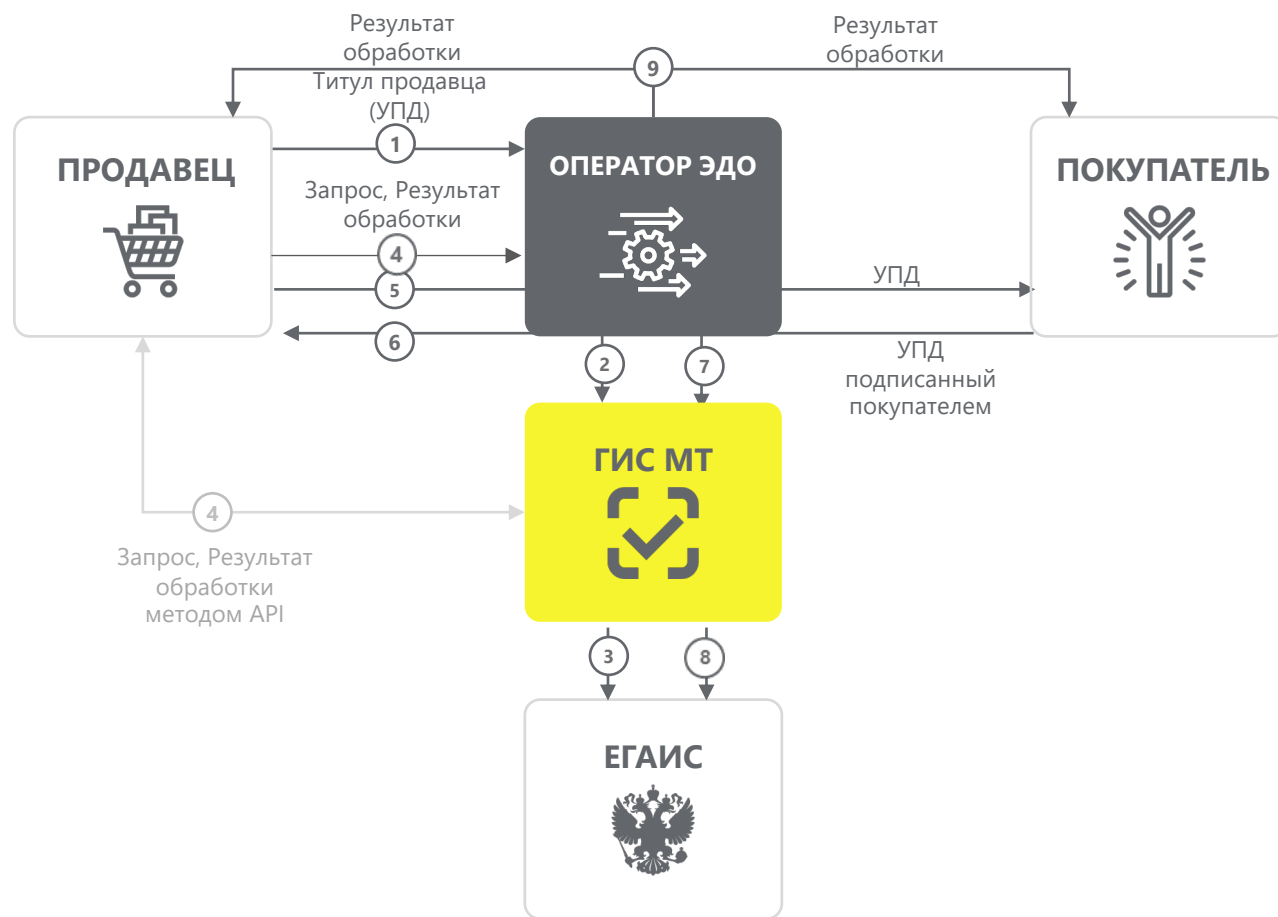 Результат
обработки
Результат
обработки
9
Титул продавца
(УПД)
1
ПРОДАВЕЦ
ОПЕРАТОР ЭДО
ПОКУПАТЕЛЬ
Запрос, Результат
обработки
4
5
УПД
6
УПД
подписанный
покупателем
2
7
ГИС МТ
4
Запрос, Результат
обработки
методом API
3
8
ЕГАИС